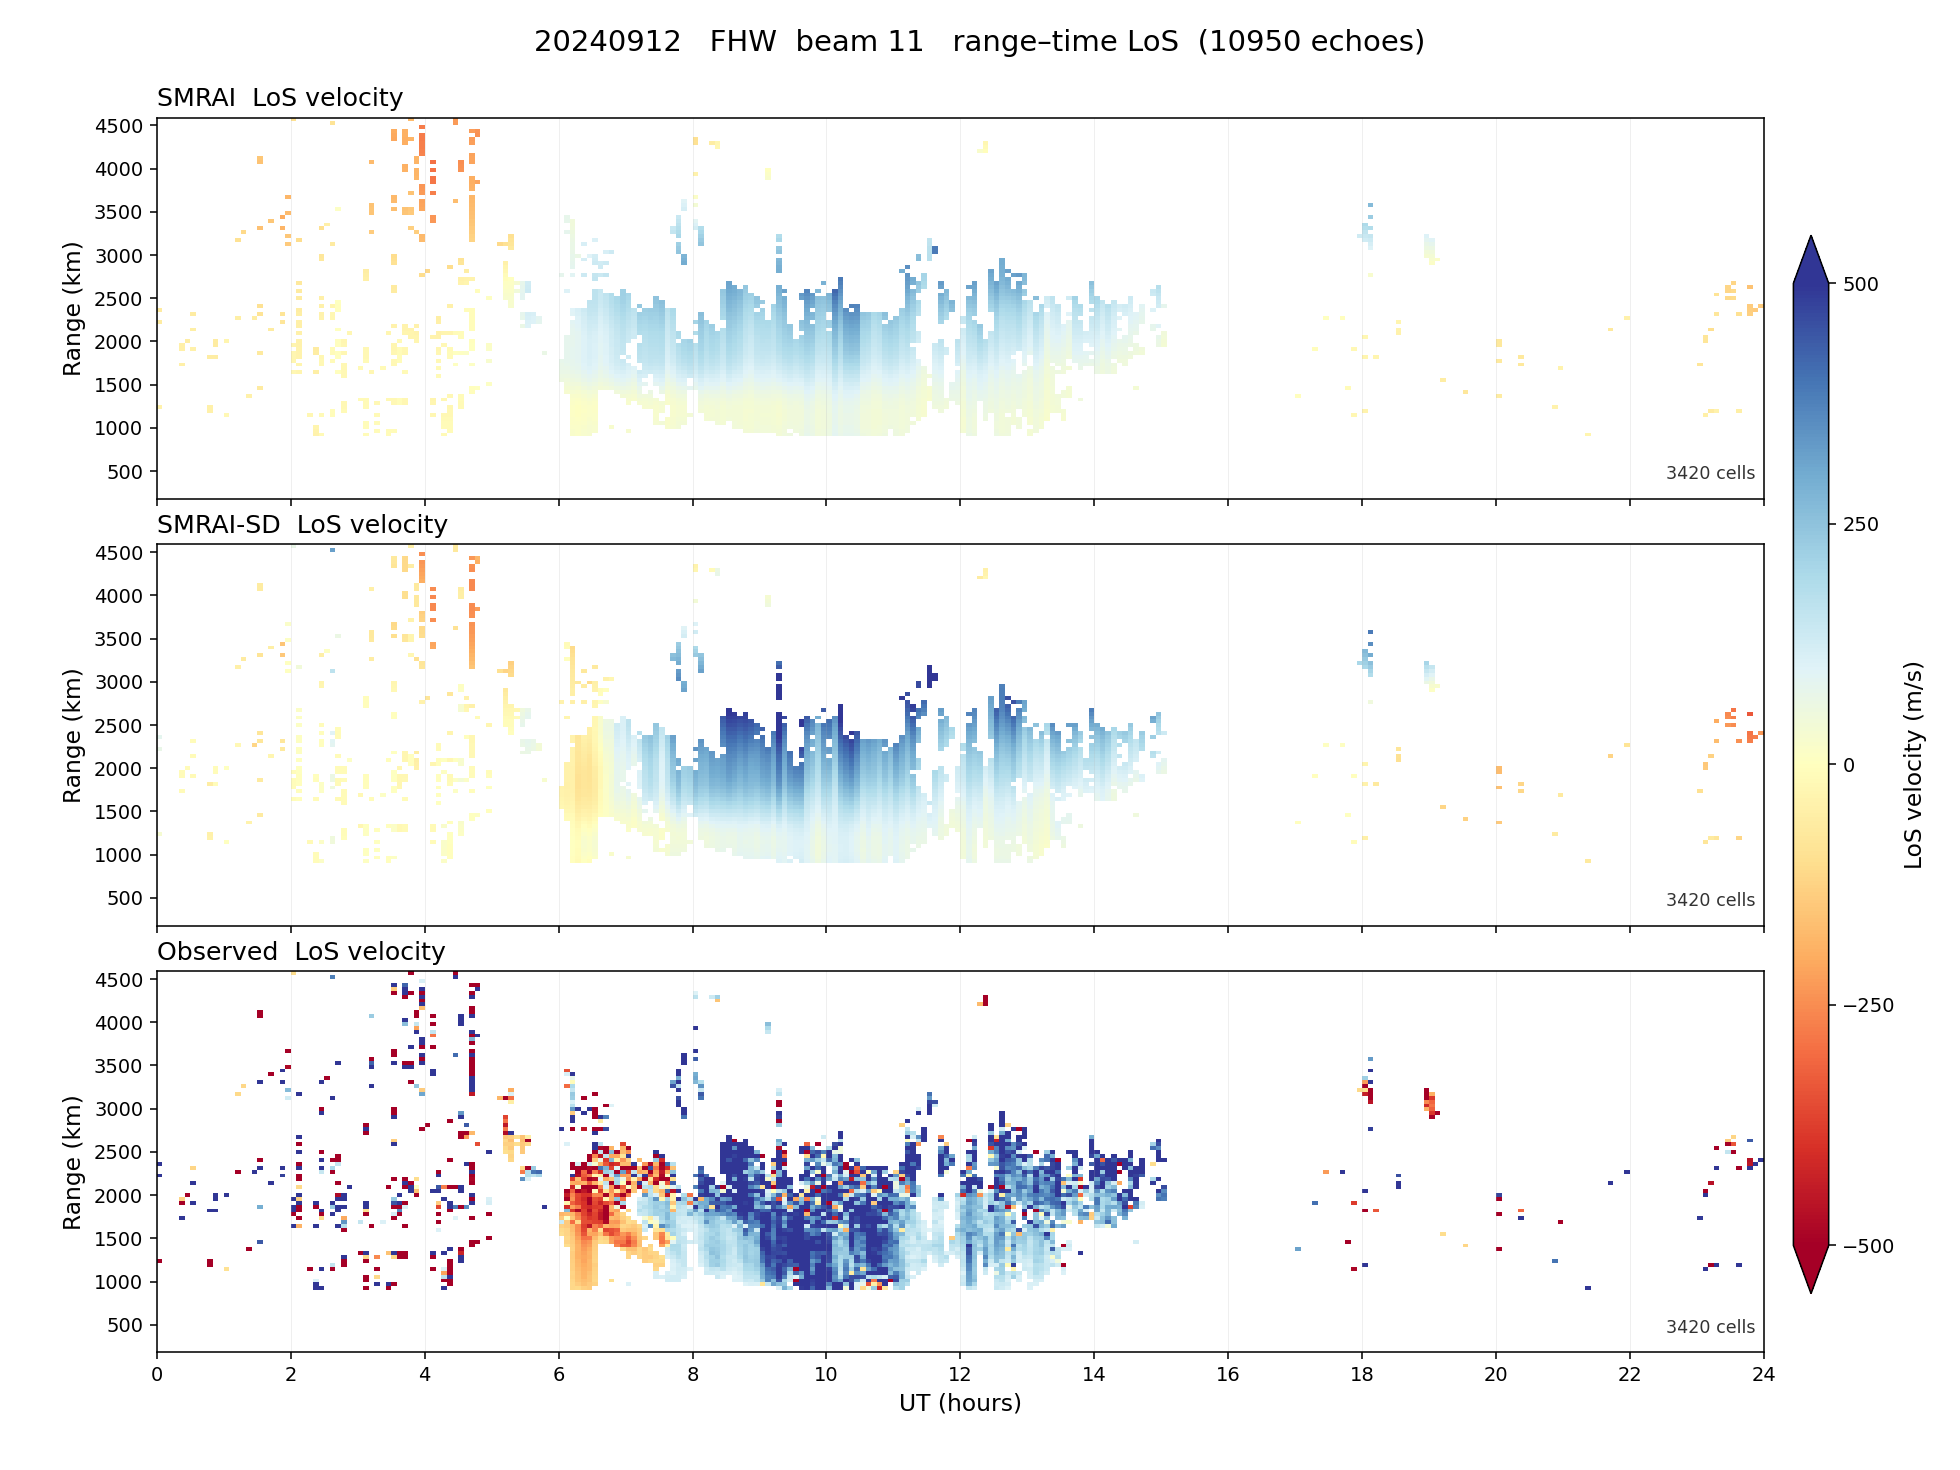 20240912   FHW  beam 11   range–time LoS  (10950 echoes)
SMRAI  LoS velocity
4500
4000
3500
3000
2500
2000
1500
1000
500
Range (km)
3420 cells
SMRAI-SD  LoS velocity
4500
4000
3500
3000
2500
2000
1500
1000
500
Range (km)
3420 cells
Observed  LoS velocity
4500
4000
3500
3000
2500
2000
1500
1000
500
Range (km)
3420 cells
0 2 4 6 8 10 12 14 16 18 20 22 24
UT (hours)
500
250
0
−250
−500
LoS velocity (m/s)